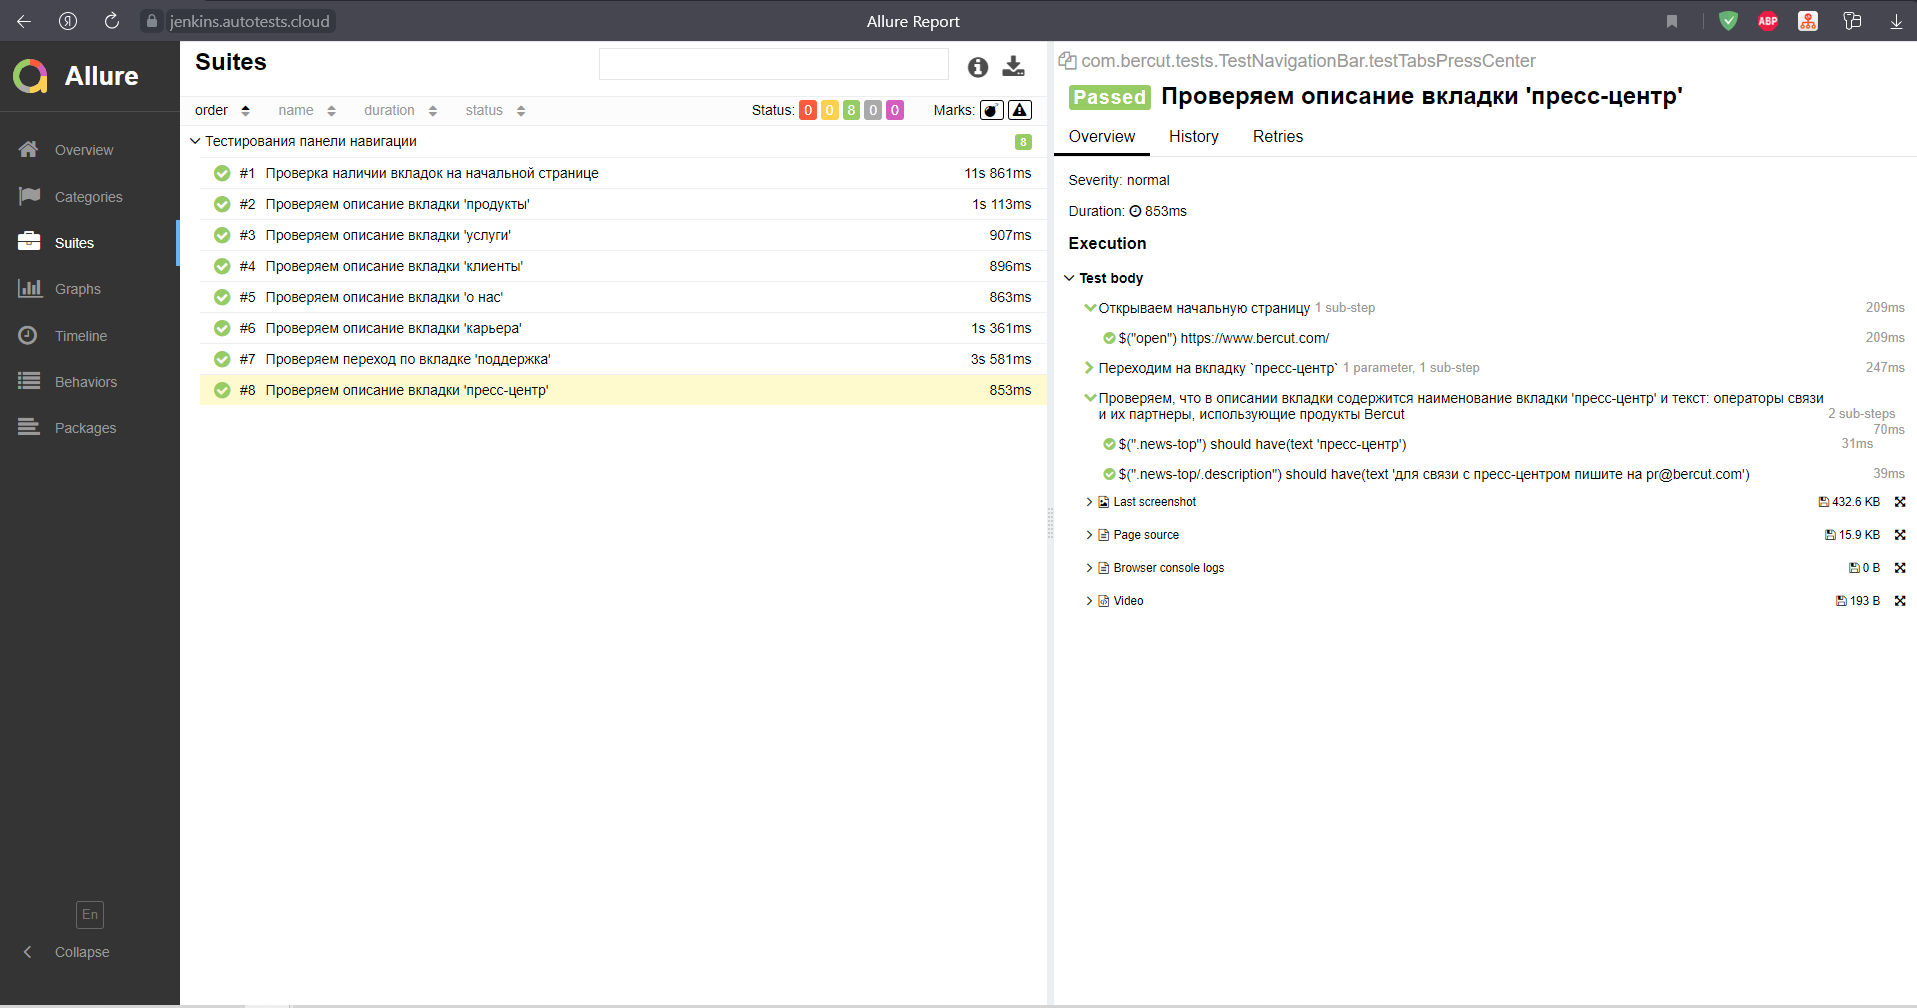 jenkins.autotests.cloud
Allure Report
ABP
Allure
Overview
Categories
Suites
Graphs
Timeline
Behaviors
Packages
En
Collapse
Suites
order name duration status Status: 0 0 8 0 0 Marks:
Тестирования панели навигации 8
#1 Проверка наличии вкладок на начальной странице 11s 861ms
#2 Проверяем описание вкладки 'продукты' 1s 113ms
#3 Проверяем описание вкладки 'услуги' 907ms
#4 Проверяем описание вкладки 'клиенты' 896ms
#5 Проверяем описание вкладки 'о нас' 863ms
#6 Проверяем описание вкладки 'карьера' 1s 361ms
#7 Проверяем переход по вкладке 'поддержка' 3s 581ms
#8 Проверяем описание вкладки 'пресс-центр' 853ms
com.bercut.tests.TestNavigationBar.testTabsPressCenter
Passed Проверяем описание вкладки 'пресс-центр'
Overview History Retries
Severity: normal
Duration: 853ms
Execution
Test body
Открываем начальную страницу 1 sub-step 209ms
$("open") https://www.bercut.com/ 209ms
Переходим на вкладку `пресс-центр` 1 parameter, 1 sub-step 247ms
Проверяем, что в описании вкладки содержится наименование вкладки 'пресс-центр' и текст: операторы связи
и их партнеры, использующие продукты Bercut 2 sub-steps
70ms
$(".news-top") should have(text 'пресс-центр') 31ms
$(".news-top/.description") should have(text 'для связи с пресс-центром пишите на pr@bercut.com') 39ms
Last screenshot 432.6 KB
Page source 15.9 KB
Browser console logs 0 B
Video 193 B